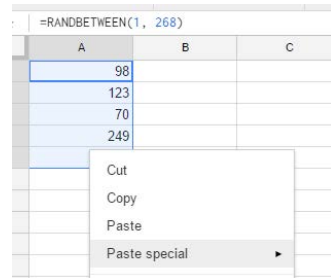 =RANDBETWEEN(1, 268)
A B C
98
123
70
249
Cut
Copy
Paste
Paste special